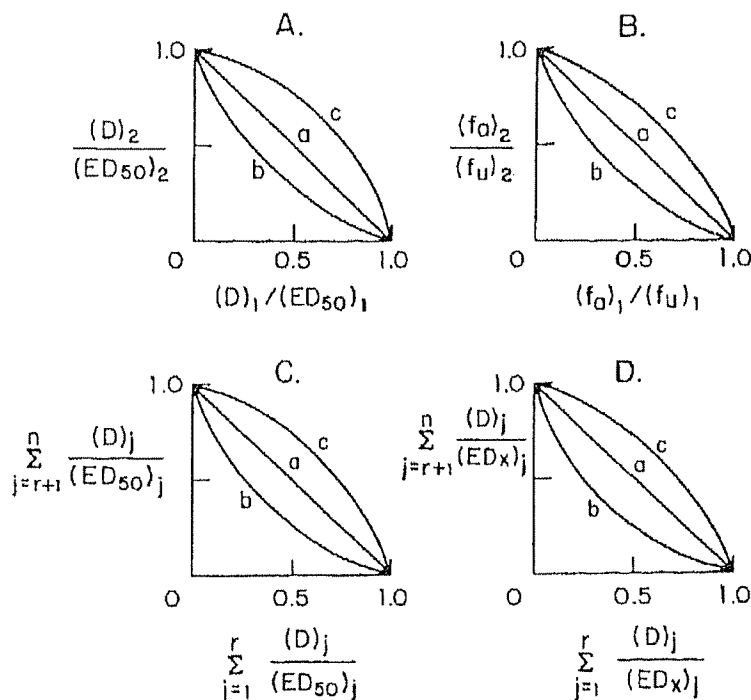 A.
1.0
(D)₂
(ED₅₀)₂
c
a
b
0 0.5 1.0
(D)₁/(ED₅₀)₁
B.
1.0
(fa)₂
(fu)₂
c
a
b
0 0.5 1.0
(fa)₁/(fu)₁
C.
1.0
n
Σ (D)j
j=r+1 (ED₅₀)j
c
a
b
0 0.5 1.0
r
Σ (D)j
j=1 (ED₅₀)j
D.
1.0
n
Σ (D)j
j=r+1 (EDx)j
c
a
b
0 0.5 1.0
r
Σ (D)j
j=1 (EDx)j